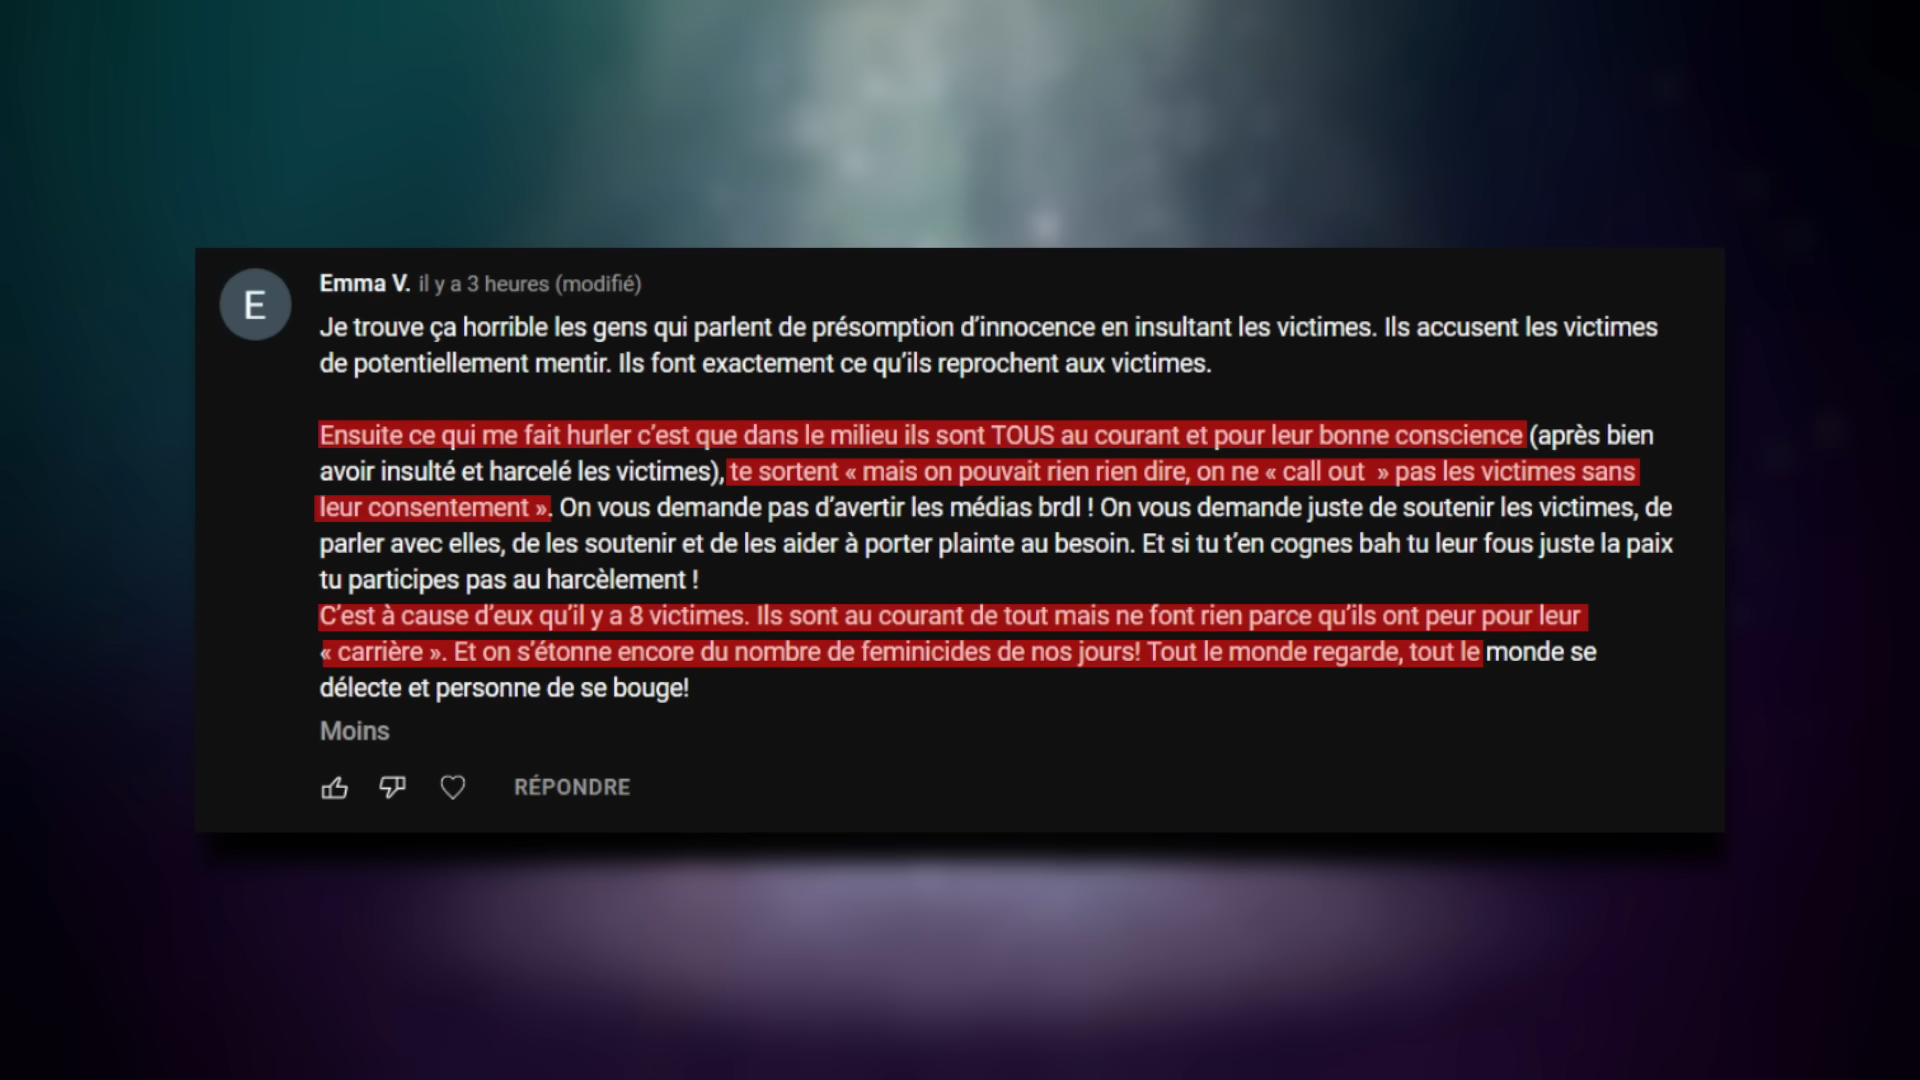 E
Emma V. il y a 3 heures (modifié)
Je trouve ça horrible les gens qui parlent de présomption d’innocence en insultant les victimes. Ils accusent les victimes
de potentiellement mentir. Ils font exactement ce qu’ils reprochent aux victimes.
Ensuite ce qui me fait hurler c’est que dans le milieu ils sont TOUS au courant et pour leur bonne conscience (après bien
avoir insulté et harcelé les victimes), te sortent « mais on pouvait rien rien dire, on ne « call out  » pas les victimes sans
leur consentement ». On vous demande pas d’avertir les médias brdl ! On vous demande juste de soutenir les victimes, de
parler avec elles, de les soutenir et de les aider à porter plainte au besoin. Et si tu t’en cognes bah tu leur fous juste la paix
tu participes pas au harcèlement !
C’est à cause d’eux qu’il y a 8 victimes. Ils sont au courant de tout mais ne font rien parce qu’ils ont peur pour leur
« carrière ». Et on s’étonne encore du nombre de feminicides de nos jours! Tout le monde regarde, tout le monde se
délecte et personne de se bouge!
Moins
RÉPONDRE